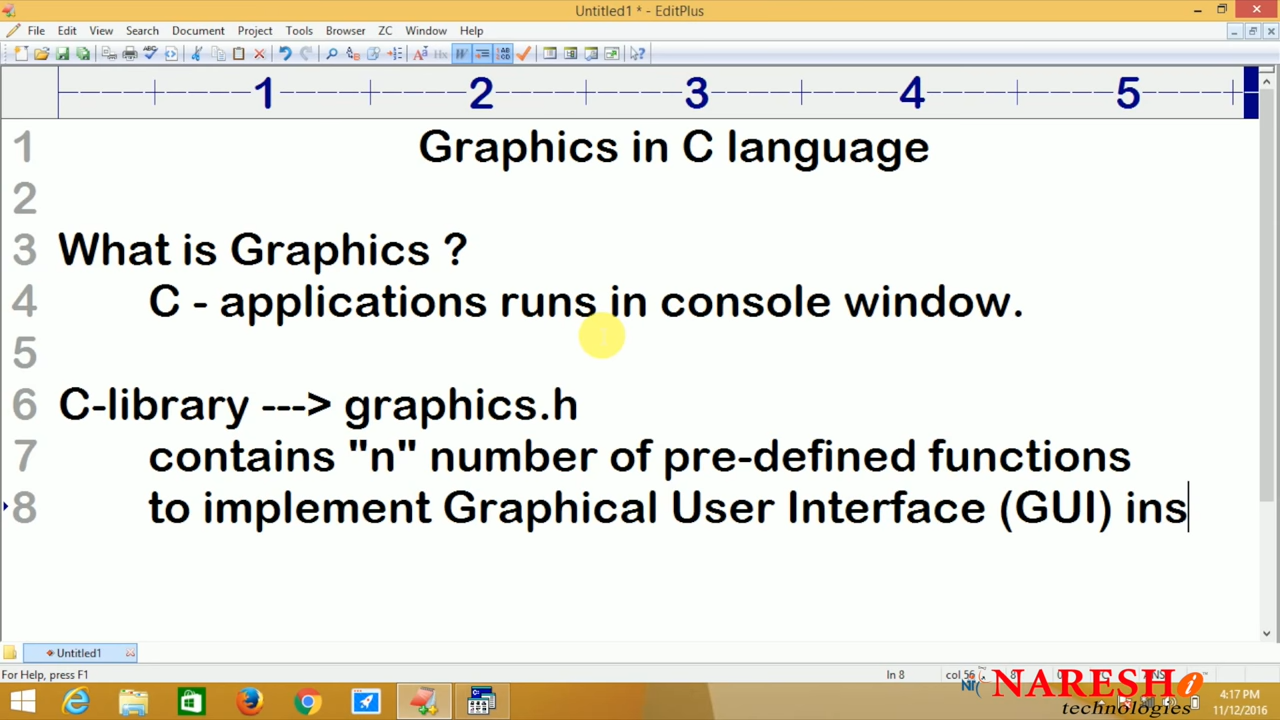 Untitled1 * - EditPlus
File Edit View Search Document Project Tools Browser ZC Window Help
1 2 3 4 5
1 Graphics in C language
2
3 What is Graphics ?
4 C - applications runs in console window.
5
6 C-library ---> graphics.h
7 contains "n" number of pre-defined functions
8 to implement Graphical User Interface (GUI) ins
Untitled1
For Help, press F1 ln 8 col 56
NARESH i
technologies
4:17 PM
11/12/2016